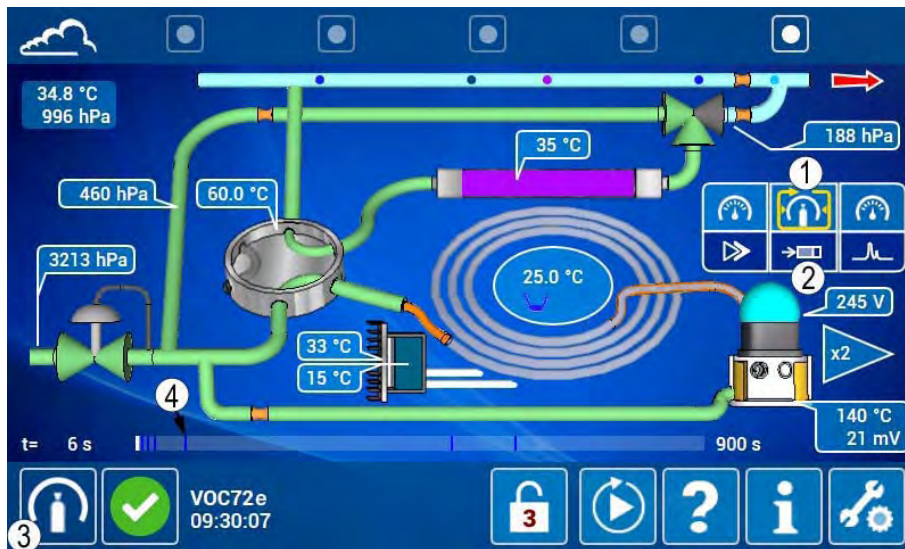 34.8 °C
996 hPa
188 hPa
35 °C
1
460 hPa
60.0 °C
3213 hPa
25.0 °C
2
245 V
33 °C
15 °C
x2
4
140 °C
21 mV
t= 6 s
900 s
VOC72e
09:30:07
3
3
?
i